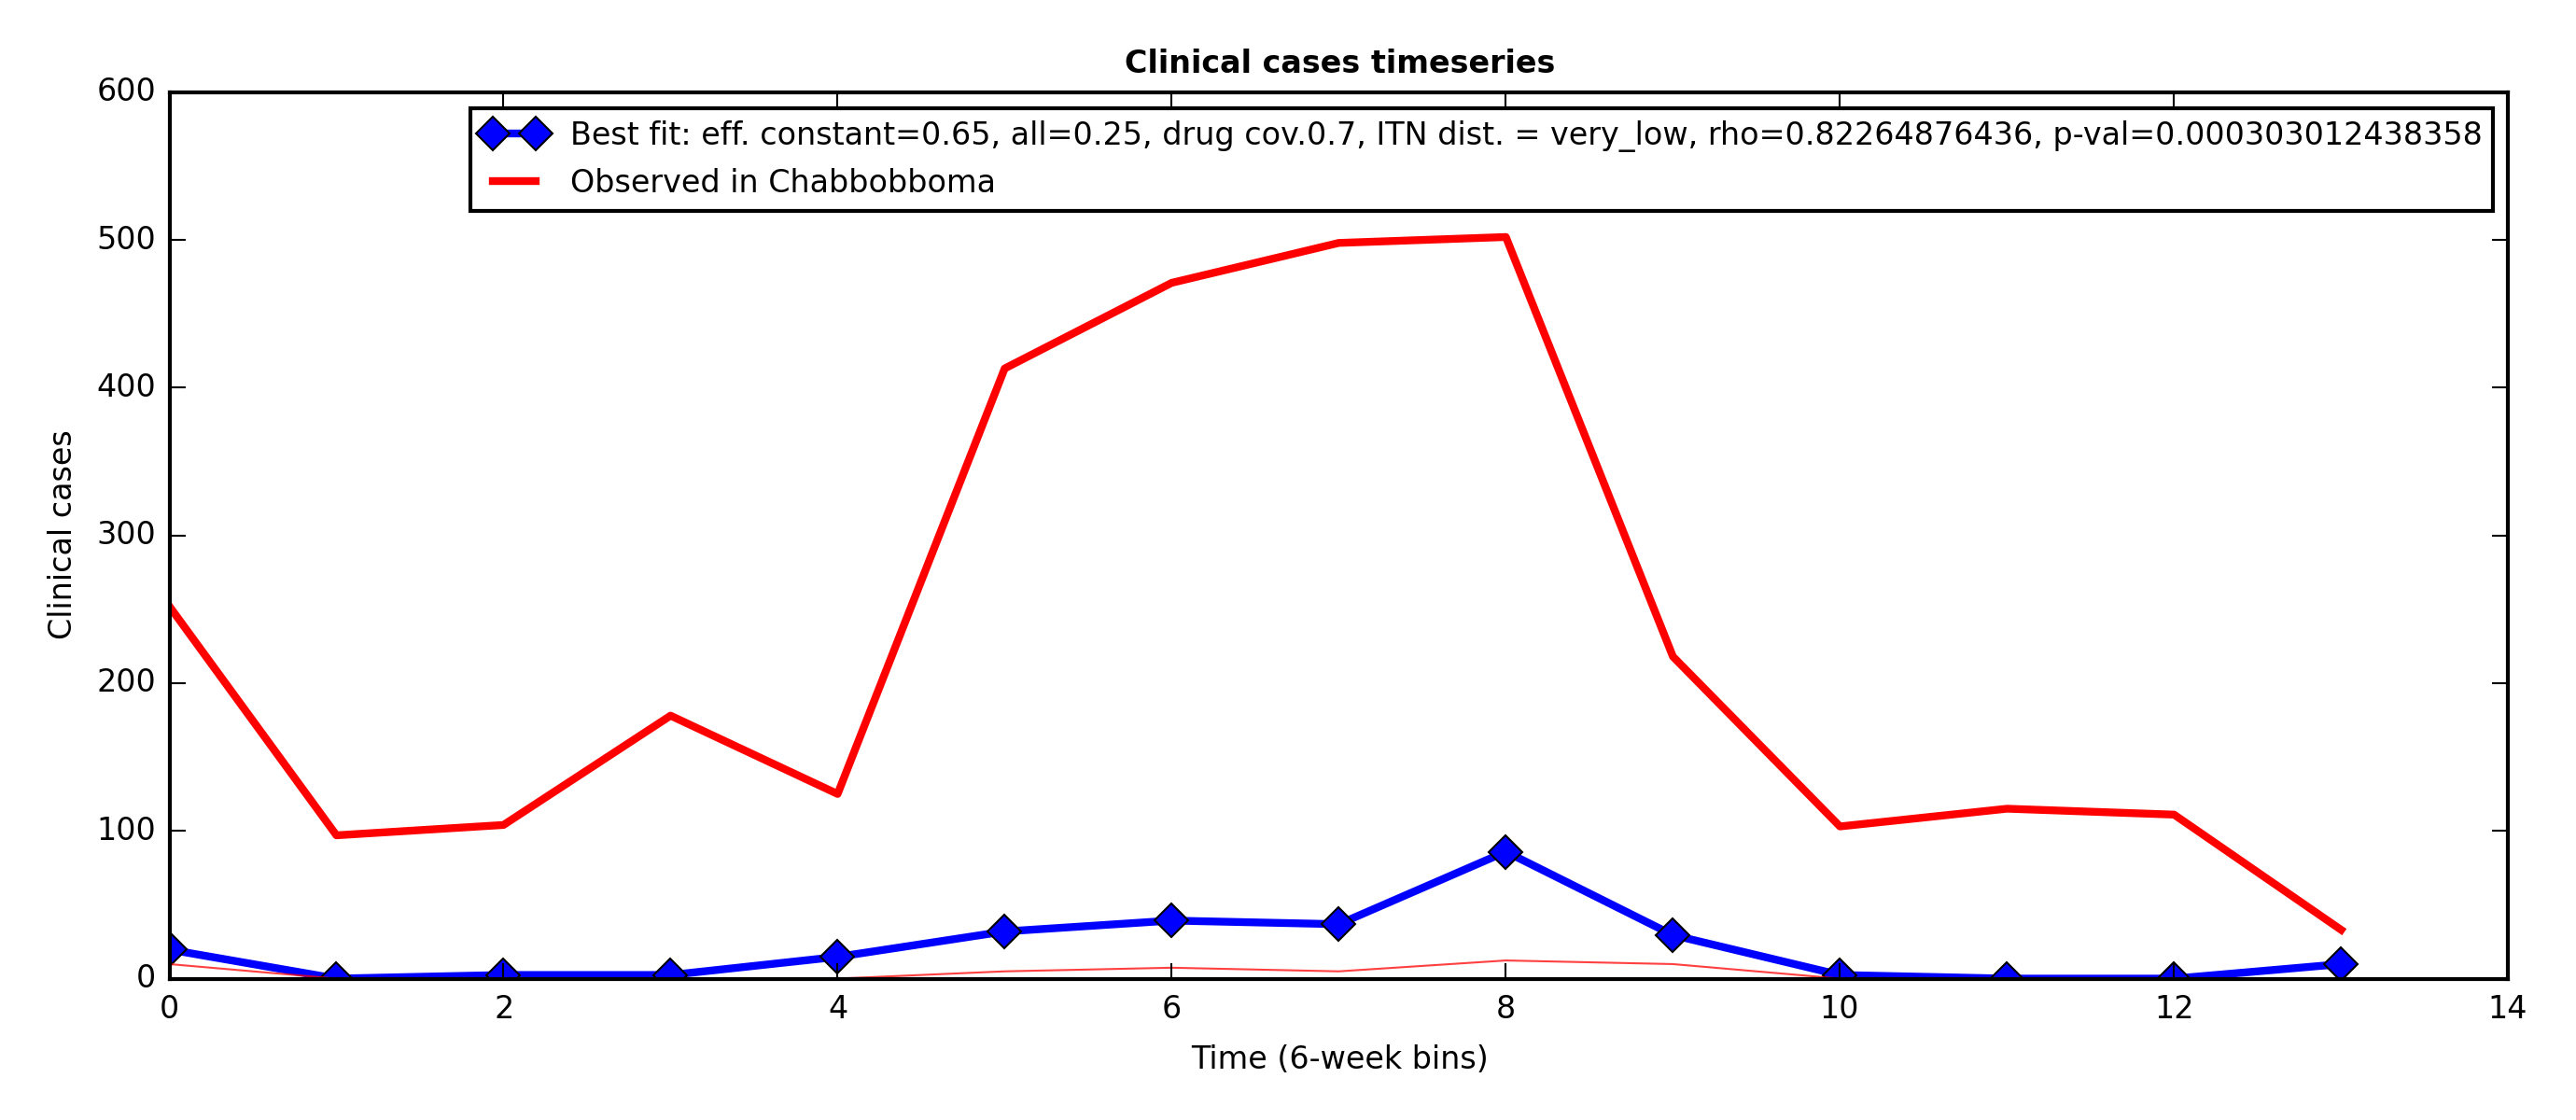 Clinical cases timeseries
600
500
400
300
200
100
0
Clinical cases
Best fit: eff. constant=0.65, all=0.25, drug cov.0.7, ITN dist. = very_low, rho=0.82264876436, p-val=0.000303012438358
Observed in Chabbobboma
0 2 4 6 8 10 12 14
Time (6-week bins)